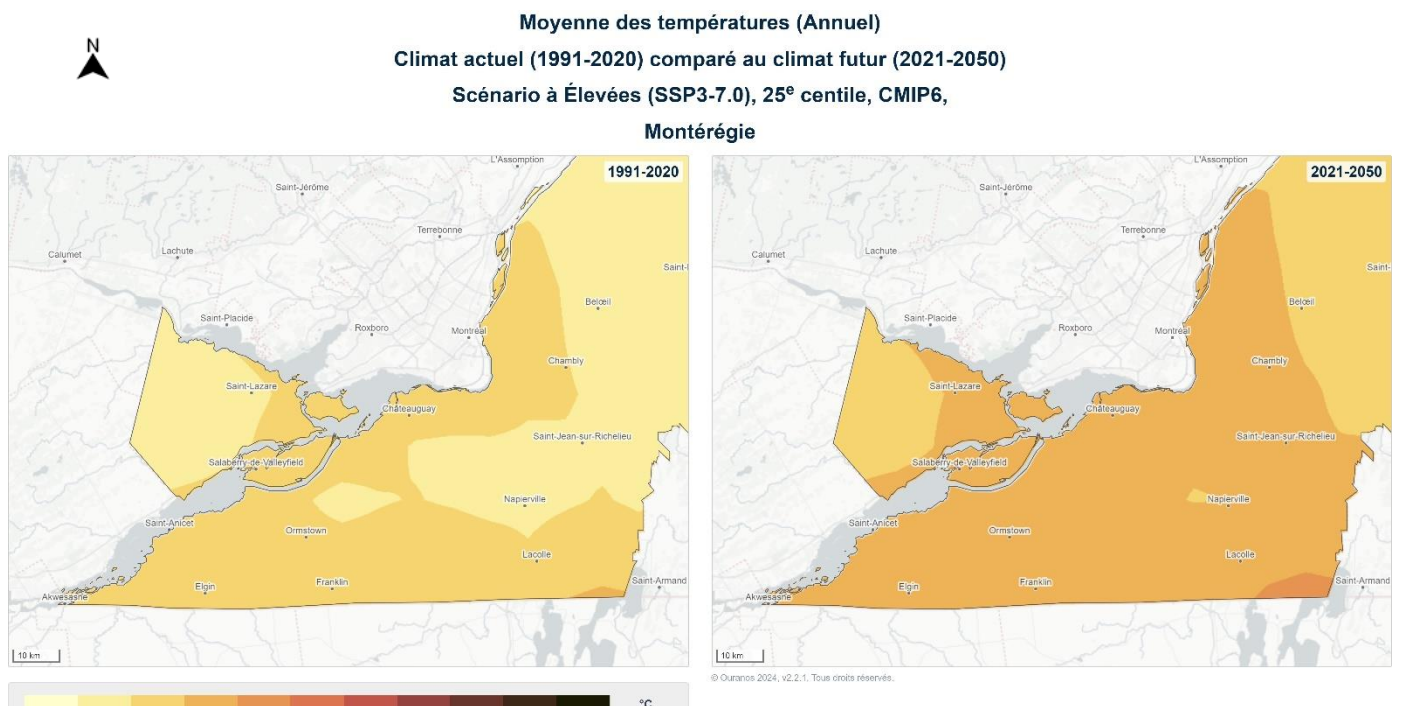 Moyenne des températures (Annuel)
N
Climat actuel (1991-2020) comparé au climat futur (2021-2050)
Scénario à Élevées (SSP3-7.0), 25e centile, CMIP6,
Montérégie
L'Assomption
1991-2020
Saint-Jérôme
Terrebonne
Lachute
Calumet
Saint-
Belœil
Saint-Placide
Roxboro
Montréal
Chambly
Saint-Lazare
Châteauguay
Saint-Jean-sur-Richelieu
Salaberry-de-Valleyfield
Napierville
Saint-Anicet
Ormstown
Lacolle
Elgin
Franklin
Saint-Armand
Akwesasne
10 km
L'Assomption
2021-2050
Saint-Jérôme
Terrebonne
Lachute
Calumet
Saint-
Belœil
Saint-Placide
Roxboro
Montréal
Chambly
Saint-Lazare
Châteauguay
Saint-Jean-sur-Richelieu
Salaberry-de-Valleyfield
Napierville
Saint-Anicet
Ormstown
Lacolle
Elgin
Franklin
Saint-Armand
Akwesasne
10 km
© Ouranos 2024, v2.2.1. Tous droits réservés.
°C